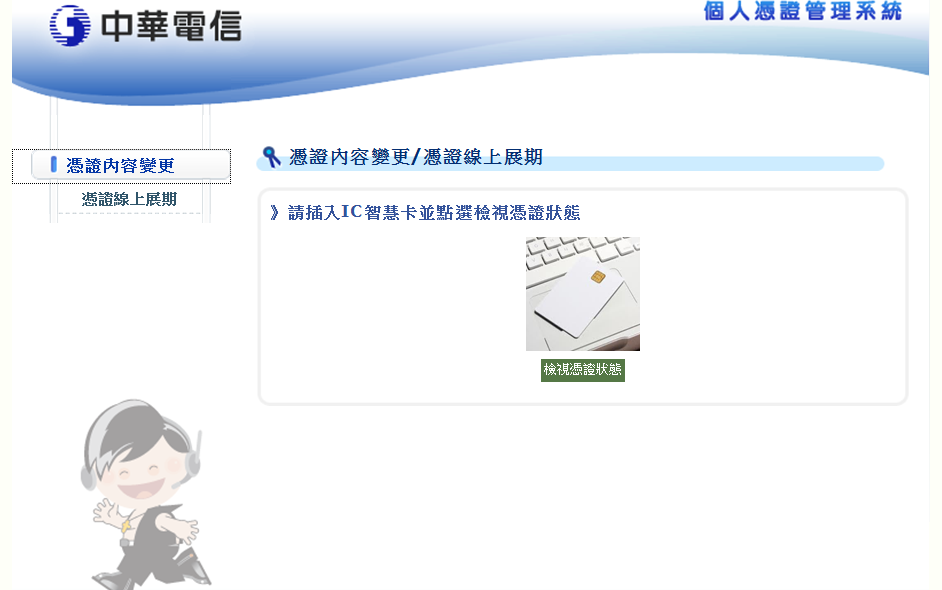 中華電信
個人憑證管理系統
憑證內容變更
憑證線上展期
憑證內容變更/憑證線上展期
》請插入IC智慧卡並點選檢視憑證狀態
檢視憑證狀態